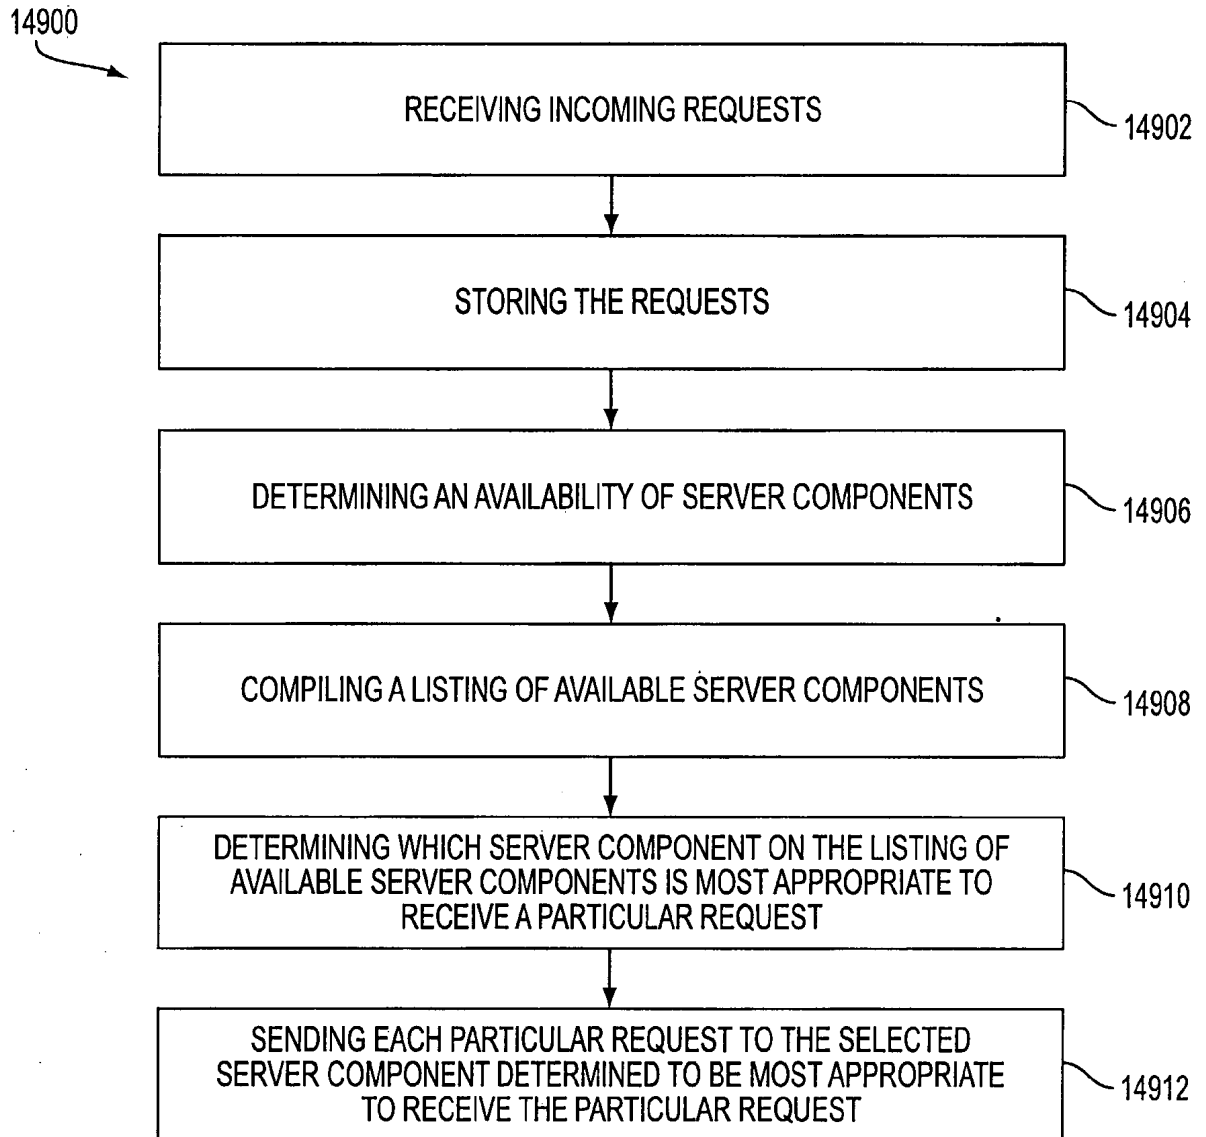 14900
RECEIVING INCOMING REQUESTS
14902
STORING THE REQUESTS
14904
DETERMINING AN AVAILABILITY OF SERVER COMPONENTS
14906
COMPILING A LISTING OF AVAILABLE SERVER COMPONENTS
14908
DETERMINING WHICH SERVER COMPONENT ON THE LISTING OF
AVAILABLE SERVER COMPONENTS IS MOST APPROPRIATE TO
RECEIVE A PARTICULAR REQUEST
14910
SENDING EACH PARTICULAR REQUEST TO THE SELECTED
SERVER COMPONENT DETERMINED TO BE MOST APPROPRIATE
TO RECEIVE THE PARTICULAR REQUEST
14912